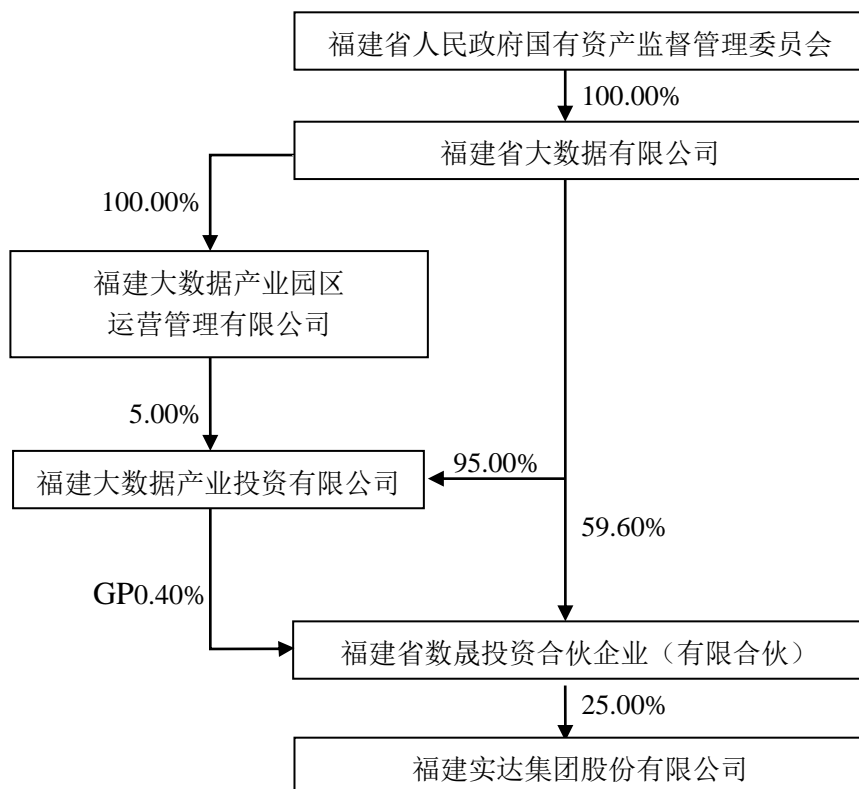 福建省人民政府国有资产监督管理委员会
100.00%
福建省大数据有限公司
100.00%
福建大数据产业园区
运营管理有限公司
5.00%
95.00%
福建大数据产业投资有限公司
59.60%
GP0.40%
福建省数晟投资合伙企业（有限合伙）
25.00%
福建实达集团股份有限公司